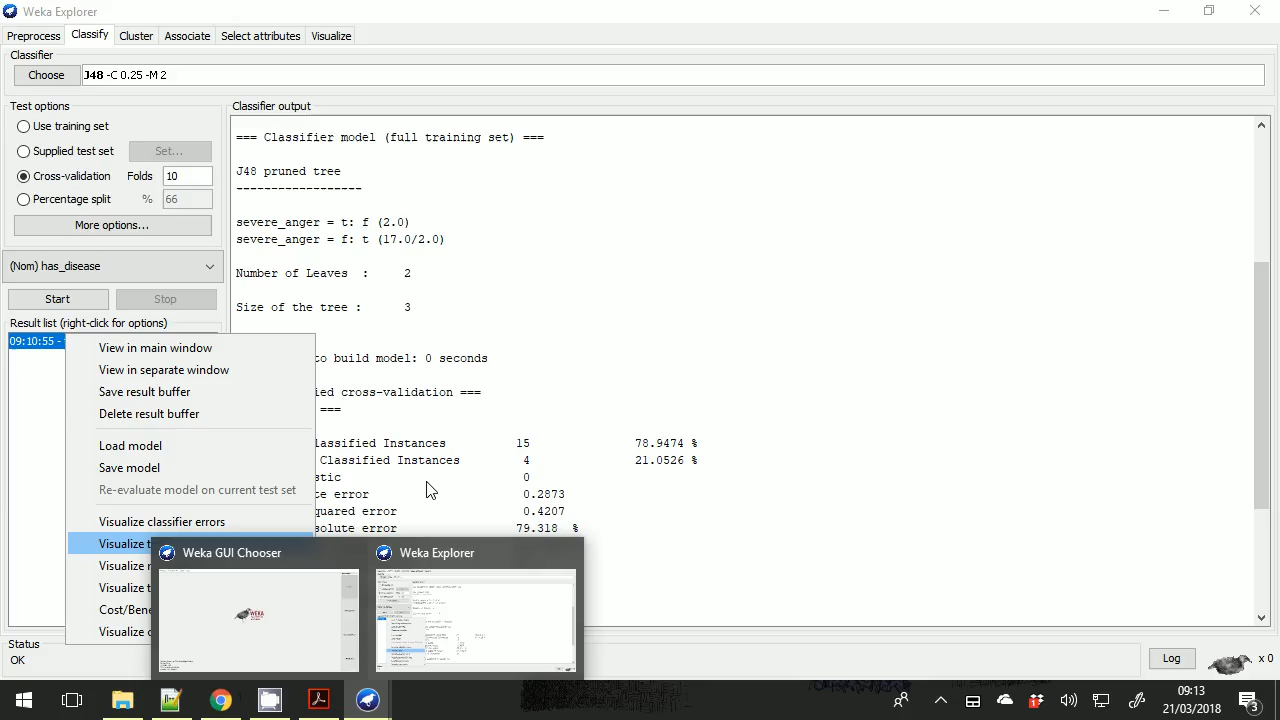 Weka Explorer
Preprocess Classify Cluster Associate Select attributes Visualize
Classifier
Choose J48 -C 0.25 -M 2
Test options
Use training set
Supplied test set Set...
Cross-validation Folds 10
Percentage split % 66
More options...
(Nom) has_disease
Start Stop
Result list (right-click for options)
09:10:55 -
View in main window
View in separate window
Save result buffer
Delete result buffer
Load model
Save model
Re-evaluate model on current test set
Visualize classifier errors
Visualize t
Visualize
Visualize t
Cost/Bene
Visualize c
Classifier output
=== Classifier model (full training set) ===
J48 pruned tree
------------------
severe_anger = t: f (2.0)
severe_anger = f: t (17.0/2.0)
Number of Leaves : 2
Size of the tree : 3
to build model: 0 seconds
ied cross-validation ===
===
lassified Instances 15 78.9474 %
Classified Instances 4 21.0526 %
stic 0
te error 0.2873
quared error 0.4207
solute error 79.318 %
Weka GUI Chooser
Weka Explorer
WEKA
Status
OK
Log
09:13
21/03/2018
3